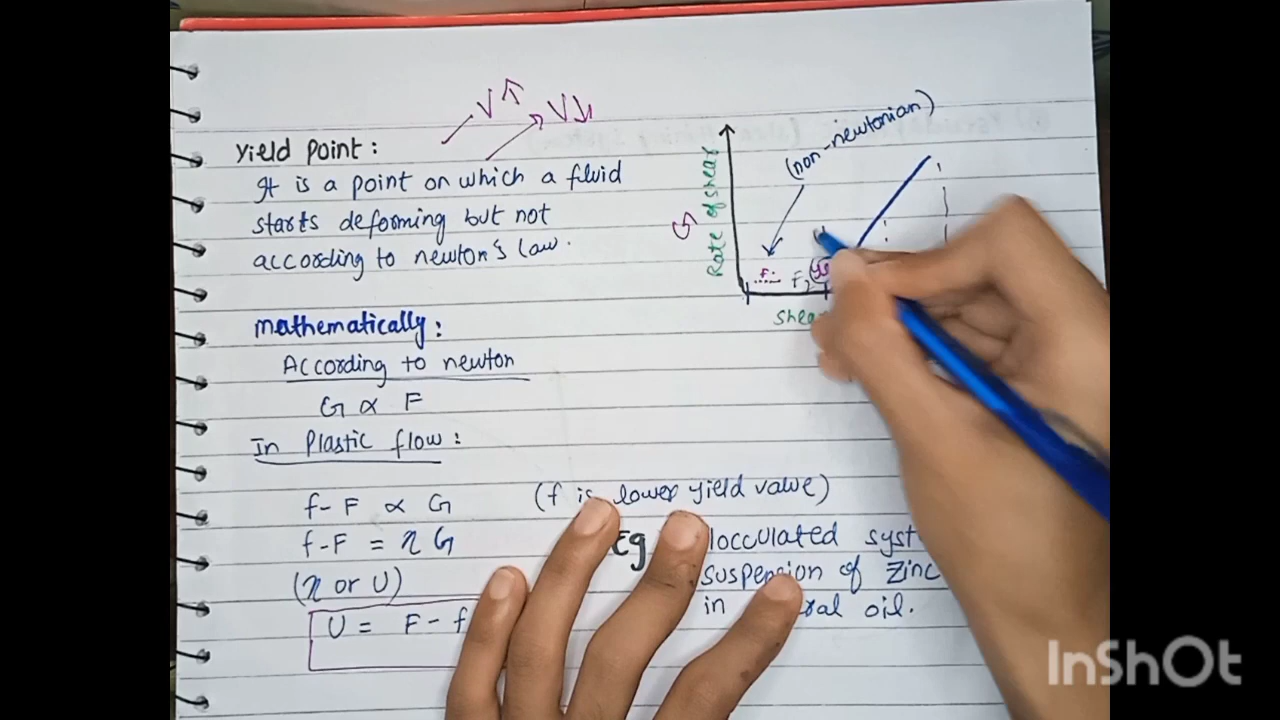 V↑ V↓
Yield Point:
It is a point on which a fluid
starts deforming but not
according to newton's Law.
(non-newtonian)
Rate of shear
G
f
F
Shea
mathematically:
According to newton
G ∝ F
In Plastic flow:
f - F ∝ G (f is lower yield value)
f - F = η G
(η or U)
U = F - f
Eg locculated syst
suspension of Zinc
in ral oil.
InShOt